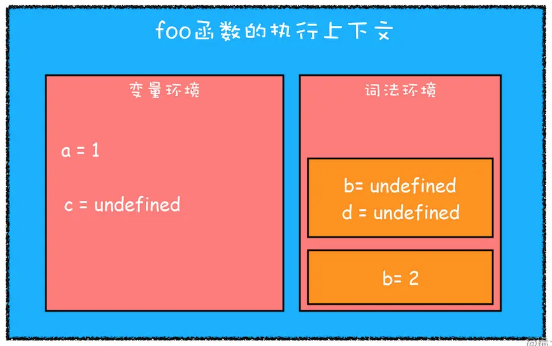 foo函数的执行上下文
变量环境
a = 1
c = undefined
词法环境
b= undefined
d = undefined
b= 2